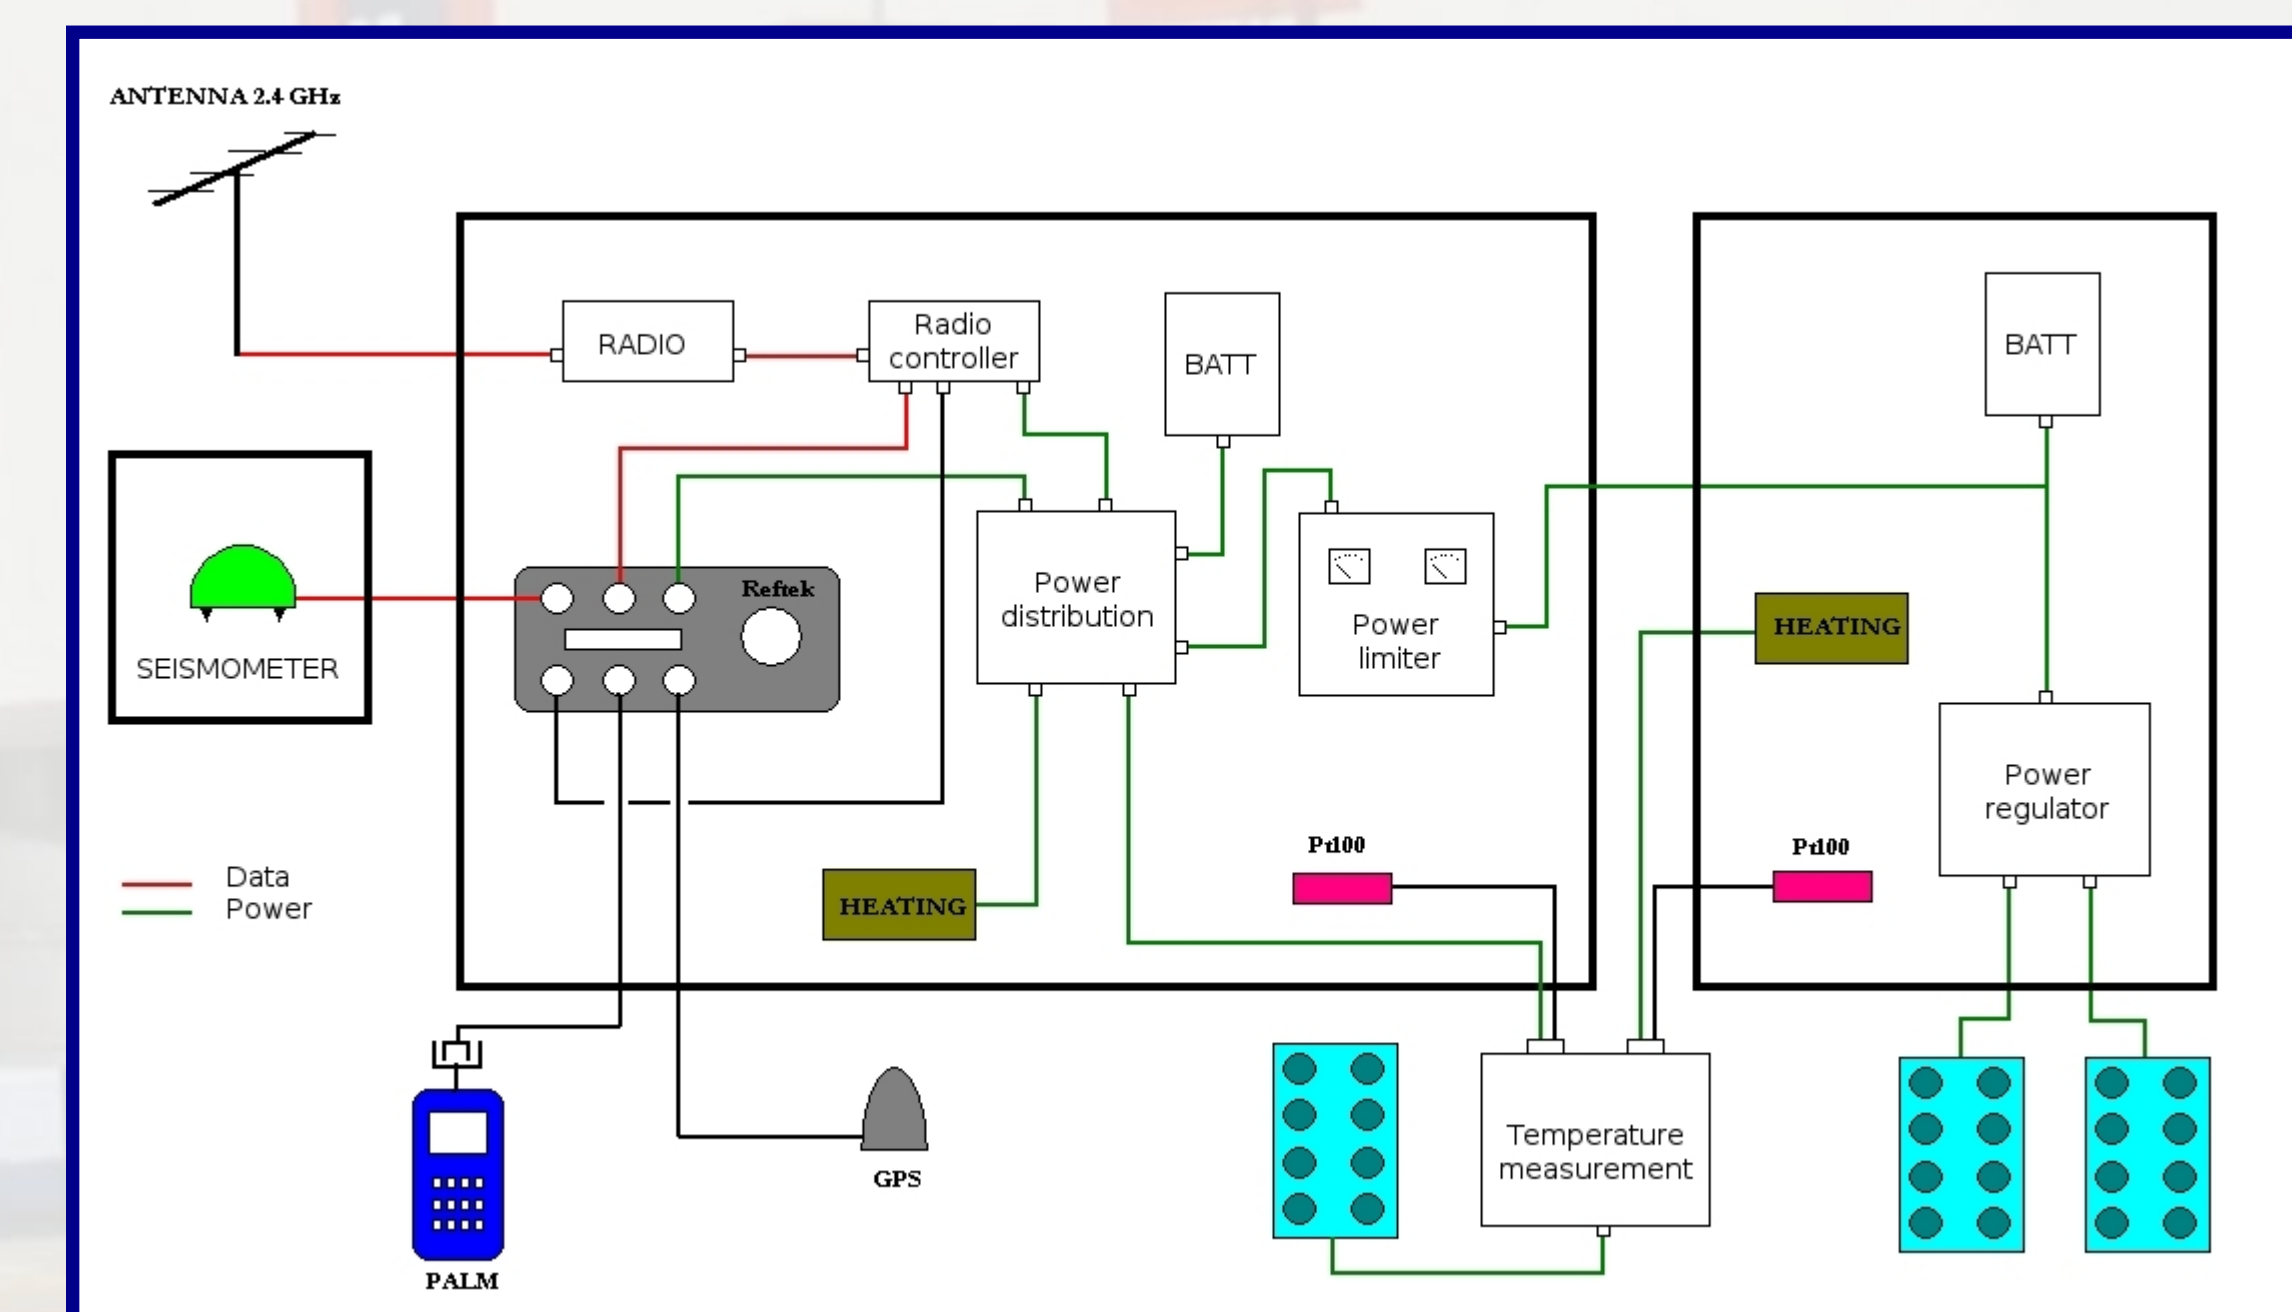 ANTENNA 2.4 GHz
RADIO
Radio
controller
BATT
BATT
Reftek
Power
distribution
Power
limiter
HEATING
SEISMOMETER
Power
regulator
Pt100
Pt100
Data
Power
HEATING
Temperature
measurement
GPS
PALM